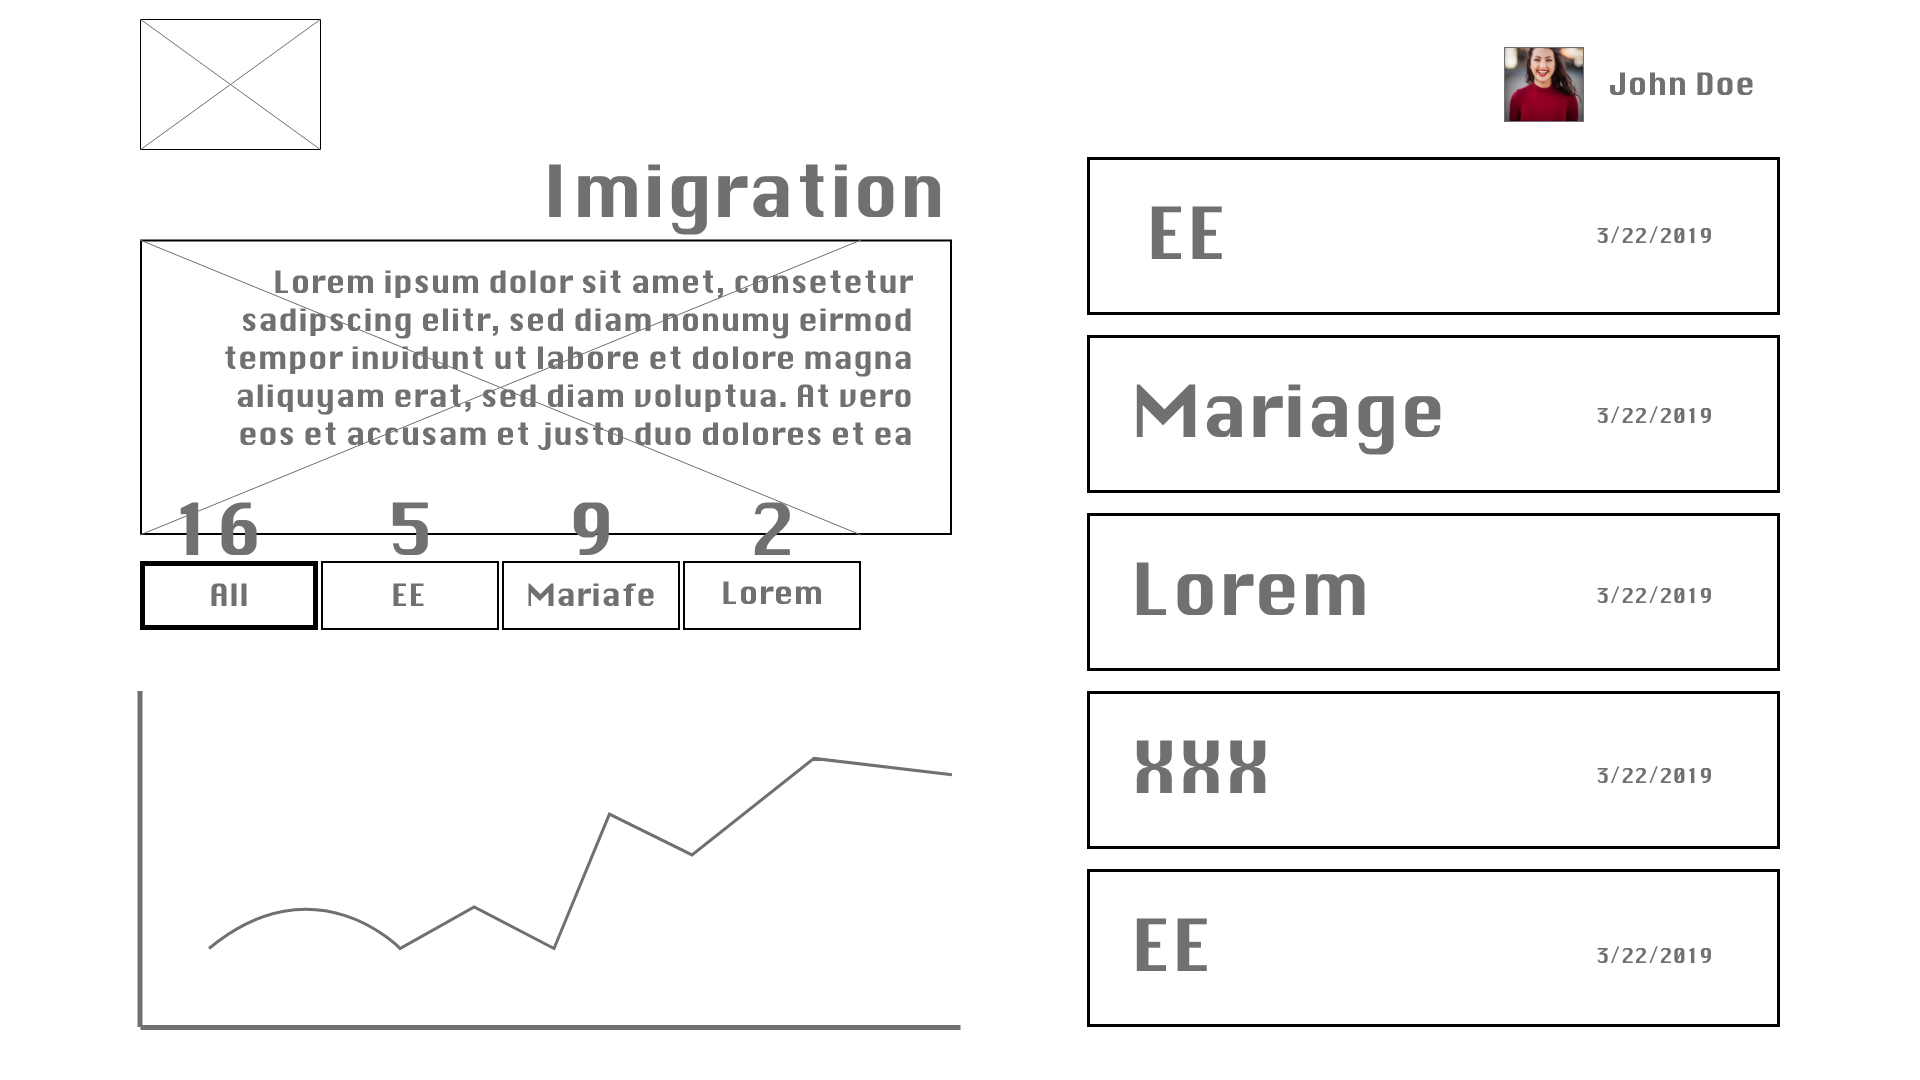 John Doe
Imigration
Lorem ipsum dolor sit amet, consetetur
sadipscing elitr, sed diam nonumy eirmod
tempor invidunt ut labore et dolore magna
aliquyam erat, sed diam voluptua. At vero
eos et accusam et justo duo dolores et ea
16 5 9 2
All EE Mariafe Lorem
EE 3/22/2019
Mariage 3/22/2019
Lorem 3/22/2019
XXX 3/22/2019
EE 3/22/2019